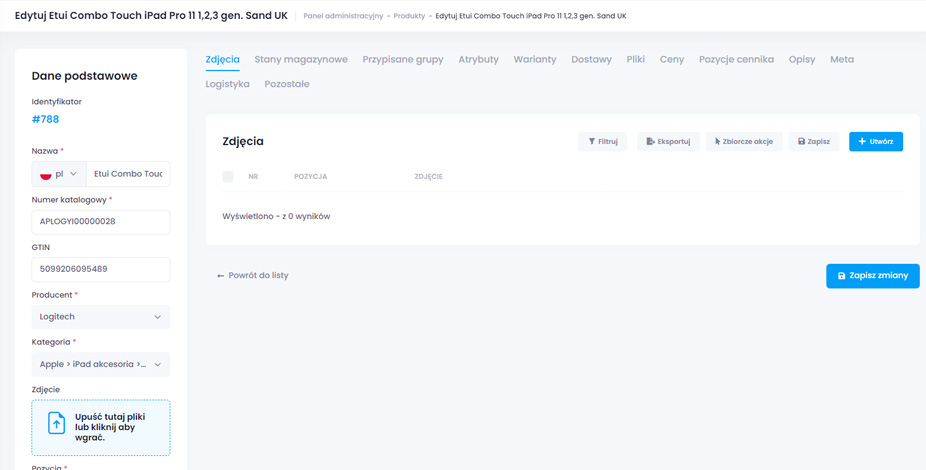 Edytuj Etui Combo Touch iPad Pro 11 1,2,3 gen. Sand UK
Panel administracyjny - Produkty - Edytuj Etui Combo Touch iPad Pro 11 1,2,3 gen. Sand UK
Dane podstawowe
Identyfikator
#788
Nazwa *
pl
Etui Combo Touc
Numer katalogowy *
APLOGYI00000028
GTIN
5099206095489
Producent *
Logitech
Kategoria *
Apple > iPad akcesoria >...
Zdjęcie
Upuść tutaj pliki
lub kliknij aby
wgrać.
Pozycja *
Zdjęcia Stany magazynowe Przypisane grupy Atrybuty Warianty Dostawy Pliki Ceny Pozycje cennika Opisy Meta
Logistyka Pozostałe
Zdjęcia
Filtruj Eksportuj Zbiorcze akcje Zapisz Utwórz
NR POZYCJA ZDJĘCIE
Wyświetlono - z 0 wyników
← Powrót do listy
Zapisz zmiany